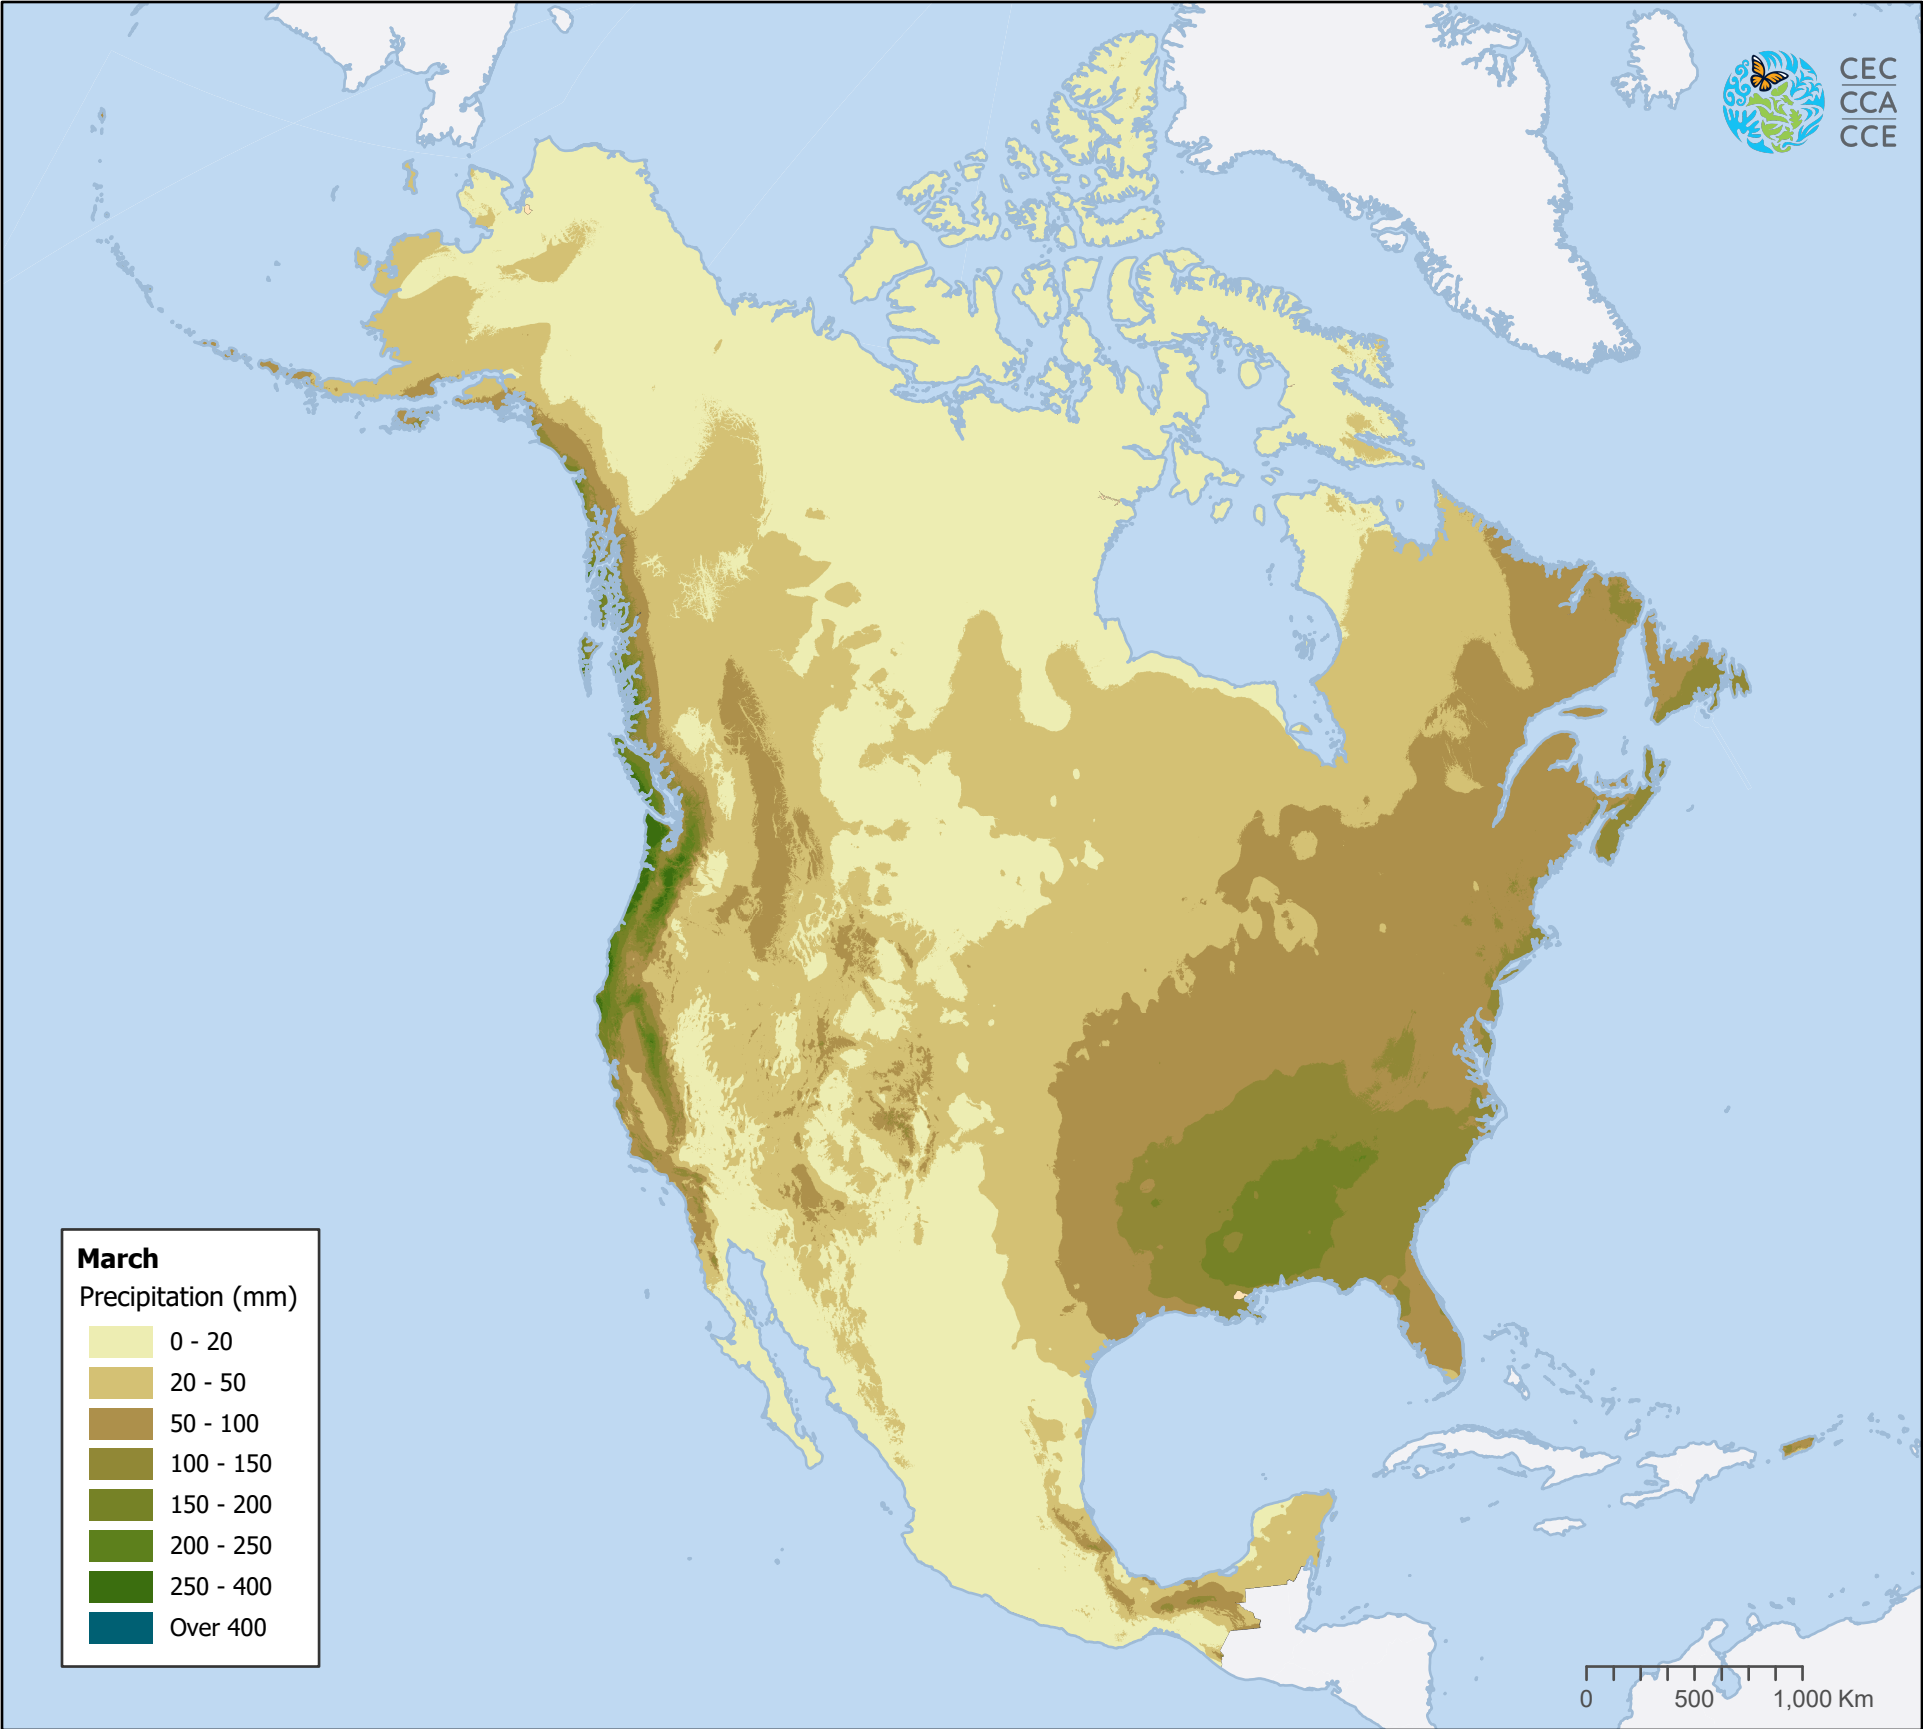 CEC
CCA
CCE
March
Precipitation (mm)
0 - 20
20 - 50
50 - 100
100 - 150
150 - 200
200 - 250
250 - 400
Over 400
0 500 1,000 Km